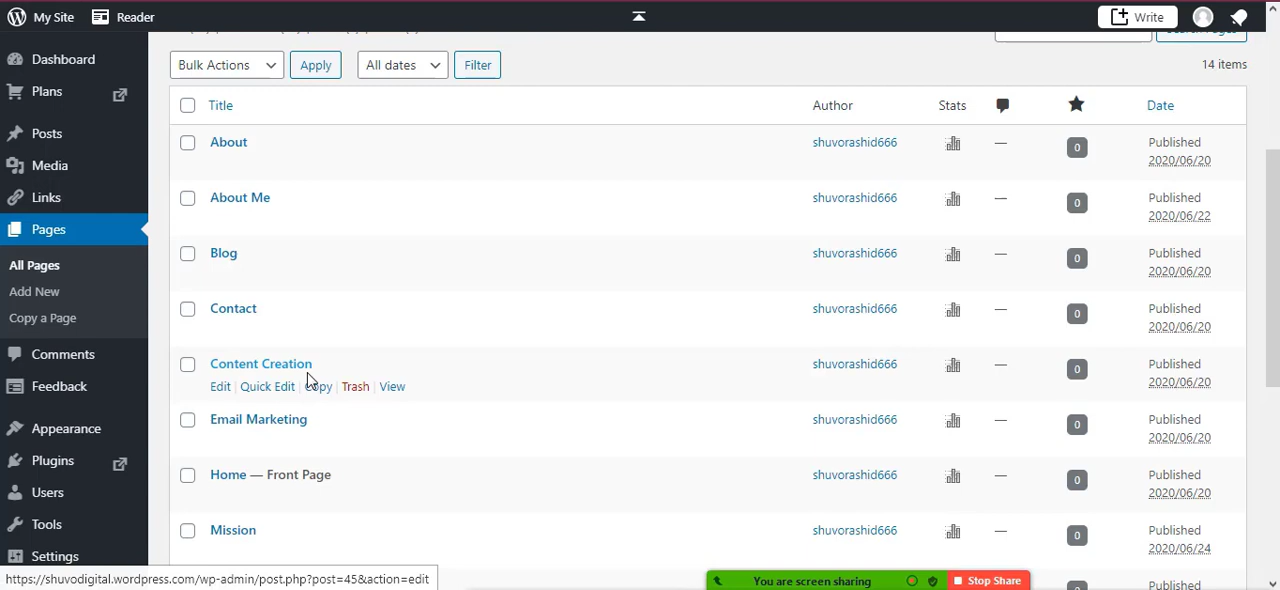 My Site Reader Write
Dashboard
Plans
Posts
Media
Links
Pages
All Pages
Add New
Copy a Page
Comments
Feedback
Appearance
Plugins
Users
Tools
Settings
Bulk Actions Apply All dates Filter 14 items
Title Author Stats Date
About shuvorashid666 — 0 Published
2020/06/20
About Me shuvorashid666 — 0 Published
2020/06/22
Blog shuvorashid666 — 0 Published
2020/06/20
Contact shuvorashid666 — 0 Published
2020/06/20
Content Creation shuvorashid666 — 0 Published
Edit | Quick Edit | Copy | Trash | View 2020/06/20
Email Marketing shuvorashid666 — 0 Published
2020/06/20
Home — Front Page shuvorashid666 — 0 Published
2020/06/20
Mission shuvorashid666 — 0 Published
2020/06/24
Published
https://shuvodigital.wordpress.com/wp-admin/post.php?post=45&action=edit
You are screen sharing Stop Share